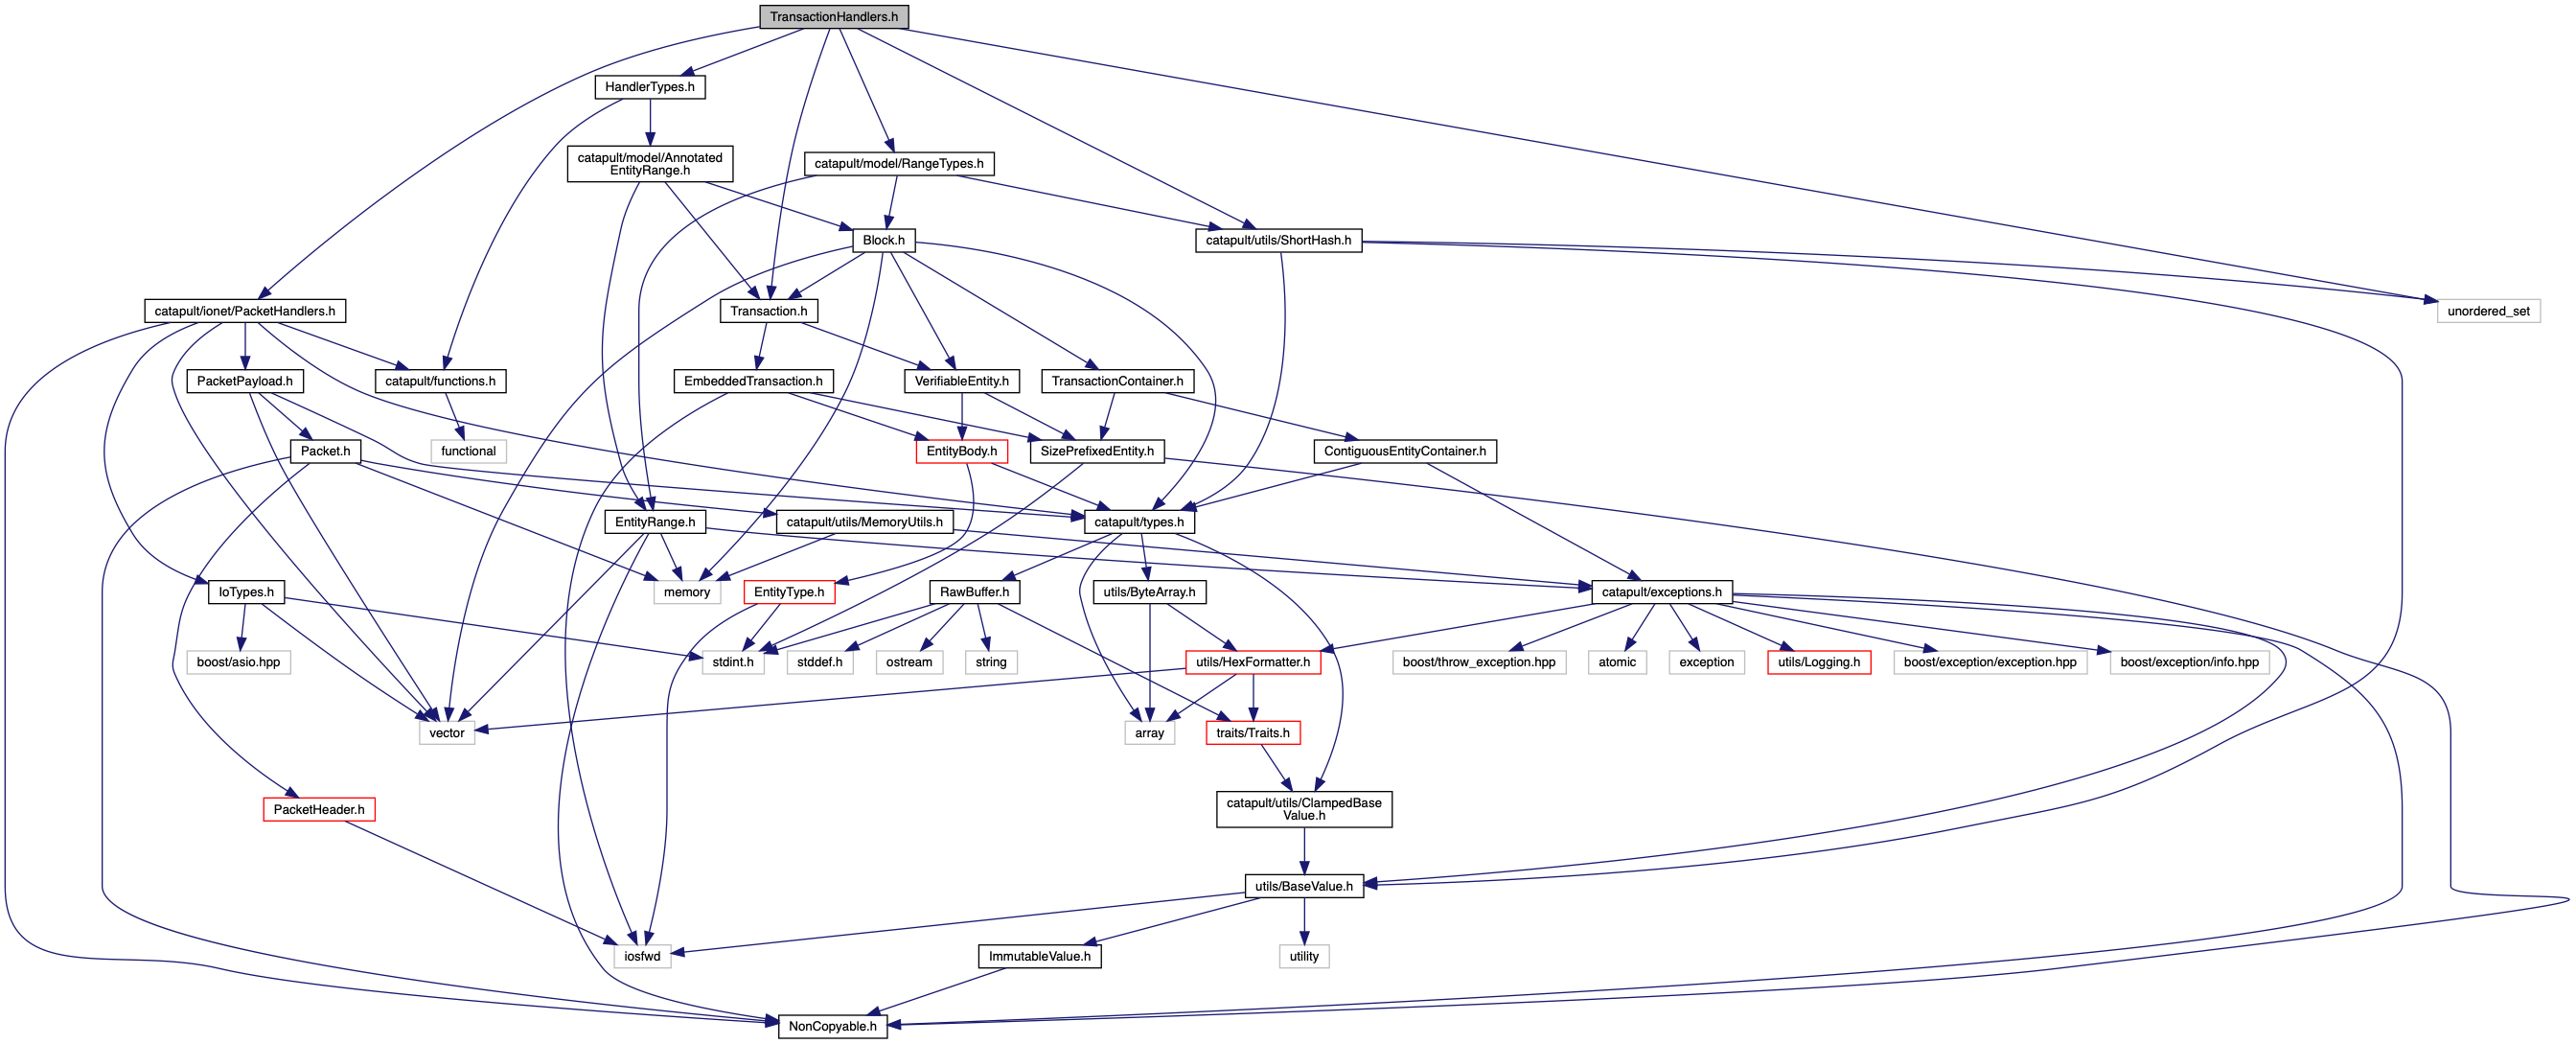 TransactionHandlers.h
HandlerTypes.h
catapult/model/Annotated
EntityRange.h
catapult/model/RangeTypes.h
Block.h
catapult/utils/ShortHash.h
catapult/ionet/PacketHandlers.h
Transaction.h
unordered_set
PacketPayload.h
catapult/functions.h
EmbeddedTransaction.h
VerifiableEntity.h
TransactionContainer.h
Packet.h
functional
EntityBody.h
SizePrefixedEntity.h
ContiguousEntityContainer.h
EntityRange.h
catapult/utils/MemoryUtils.h
catapult/types.h
IoTypes.h
memory
EntityType.h
RawBuffer.h
utils/ByteArray.h
catapult/exceptions.h
boost/asio.hpp
stdint.h
stddef.h
ostream
string
utils/HexFormatter.h
boost/throw_exception.hpp
atomic
exception
utils/Logging.h
boost/exception/exception.hpp
boost/exception/info.hpp
vector
array
traits/Traits.h
PacketHeader.h
catapult/utils/ClampedBase
Value.h
utils/BaseValue.h
iosfwd
ImmutableValue.h
utility
NonCopyable.h